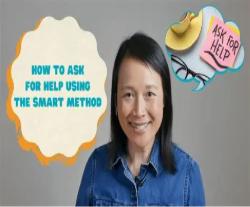 HOW TO ASK
FOR HELP USING
THE SMART METHOD
ASK FOR
HELP